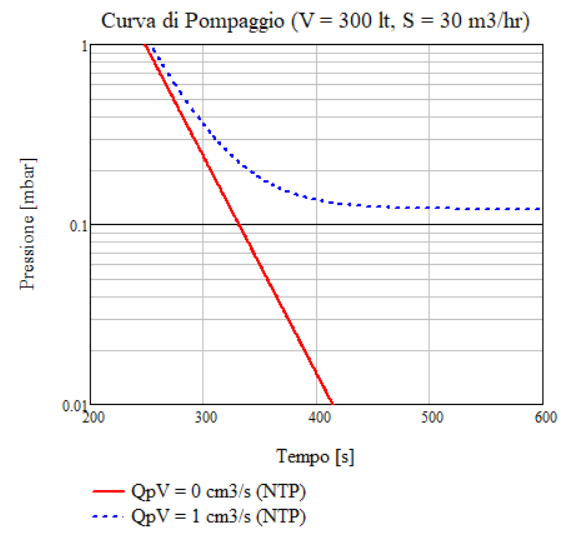 Curva di Pompaggio (V = 300 lt, S = 30 m3/hr)
1
0.1
0.01
Pressione [mbar]
200 300 400 500 600
Tempo [s]
QpV = 0 cm3/s (NTP)
QpV = 1 cm3/s (NTP)